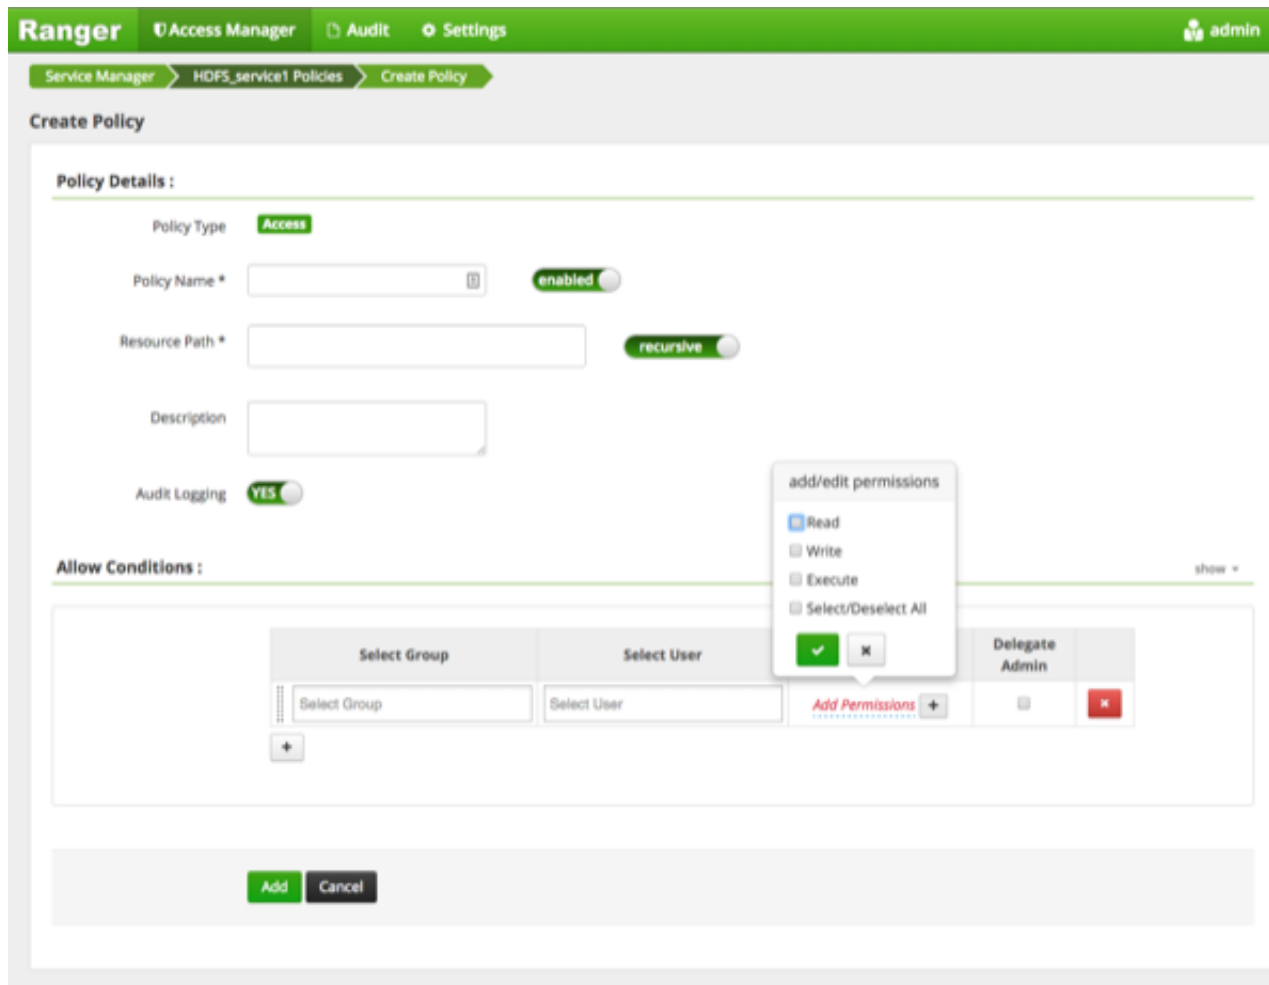 Ranger Access Manager Audit Settings admin
Service Manager HDFS_service1 Policies Create Policy
Create Policy
Policy Details :
Policy Type Access
Policy Name * enabled
Resource Path * recursive
Description
Audit Logging YES
add/edit permissions
Read
Write
Execute
Select/Deselect All
Allow Conditions :
show
Select Group Select User Delegate
Admin
Select Group Select User Add Permissions +
+
Add Cancel